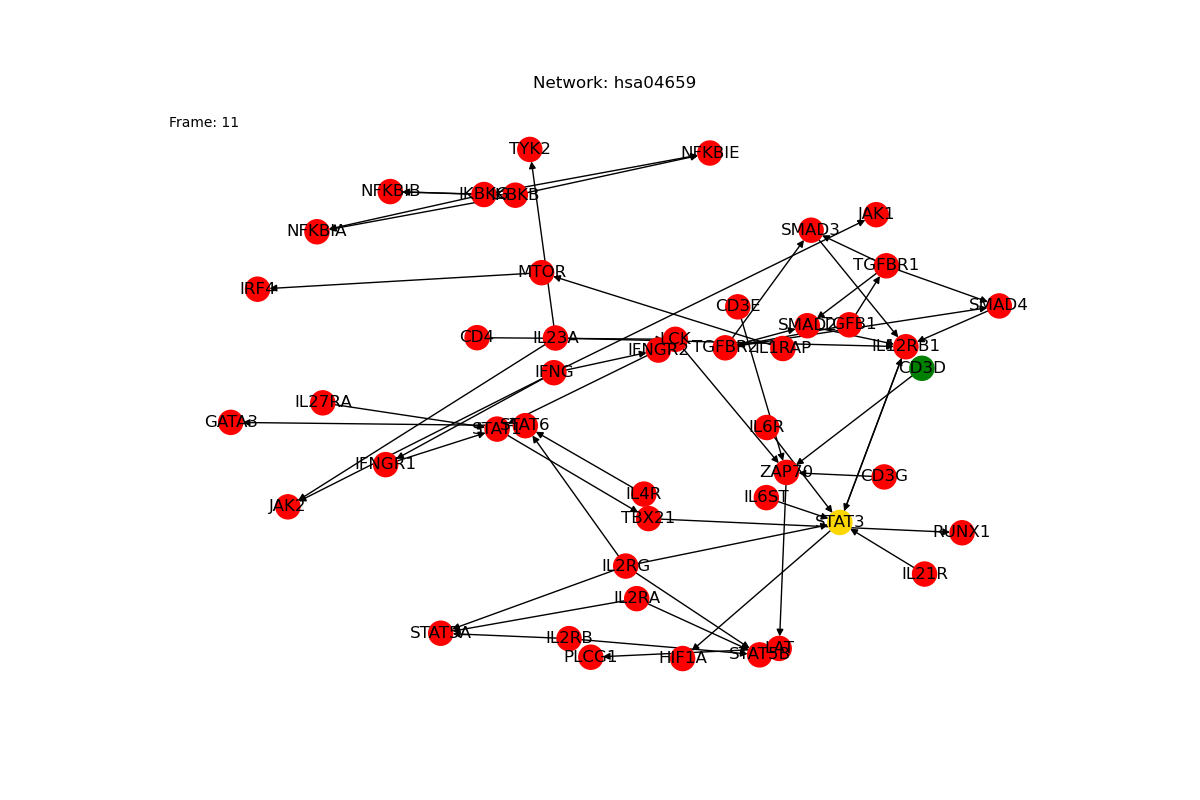 Network: hsa04659
Frame: 11
TYK2
NFKBIE
NFKBIB
IKBKG
IKBKB
JAK1
NFKBIA
SMAD3
TGFBR1
MTOR
IRF4
CD3E
SMAD4
SMAD2
TGFB1
CD4
IL23A
LCK
IFNGR2
TGFBR2
IL1RAP
IL12RB1
CD3D
IFNG
IL27RA
GATA3
STAT1
STAT6
IL6R
IFNGR1
ZAP70
CD3G
IL4R
IL6ST
JAK2
TBX21
STAT3
RUNX1
IL2RG
IL21R
IL2RA
STAT5A
IL2RB
LAT
PLCG1
HIF1A
STAT5B